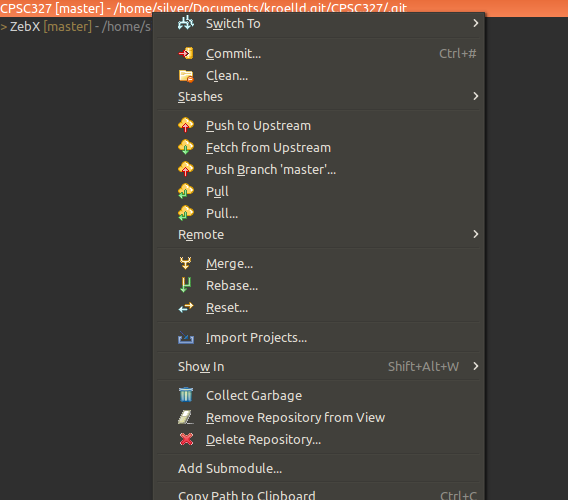 CPSC327 [master] - /home/silver/Documents/kroelld.git/CPSC327/.git
> ZebX [master] - /home/s
Switch To
Commit... Ctrl+#
Clean...
Stashes
Push to Upstream
Fetch from Upstream
Push Branch 'master'...
Pull
Pull...
Remote
Merge...
Rebase...
Reset...
Import Projects...
Show In Shift+Alt+W
Collect Garbage
Remove Repository from View
Delete Repository...
Add Submodule...
Copy Path to Clipboard Ctrl+C